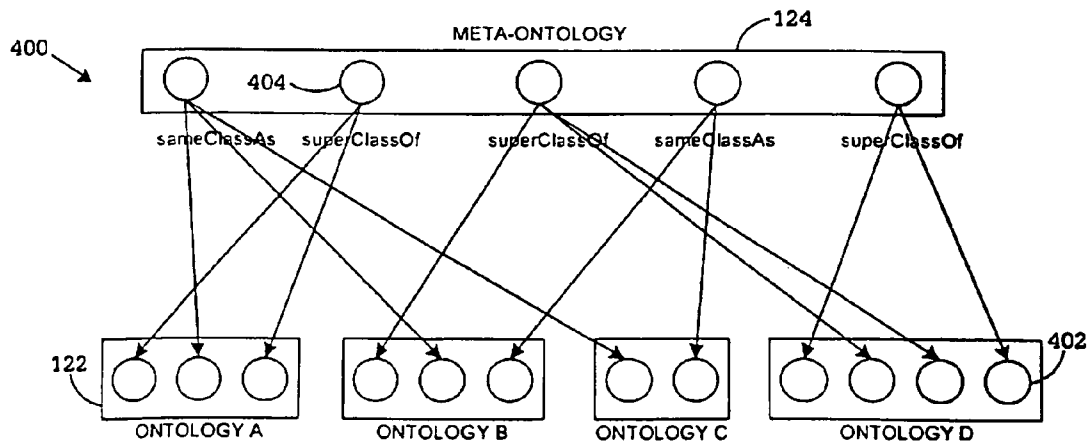 META-ONTOLOGY
124
400
404
sameClassAs
superClassOf
superClassOf
sameClassAs
superClassOf
122
402
ONTOLOGY A
ONTOLOGY B
ONTOLOGY C
ONTOLOGY D